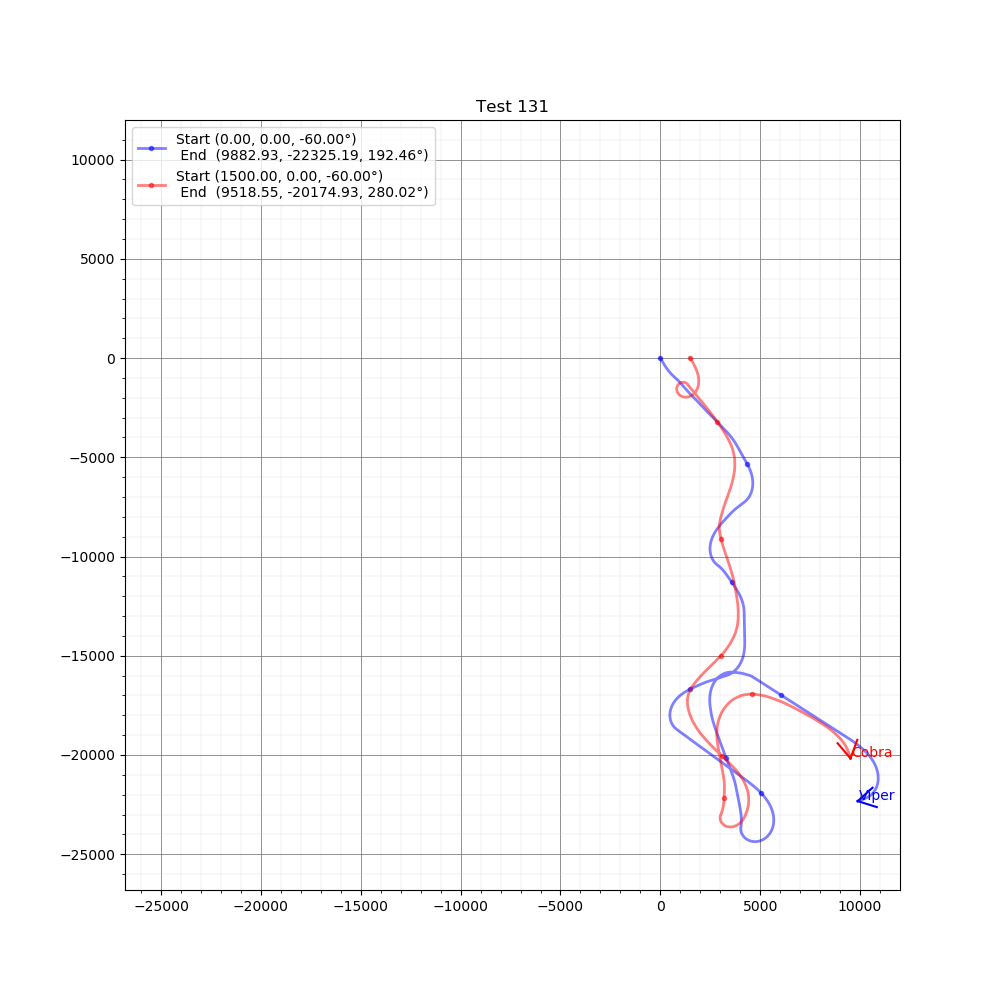 Test 131
Start (0.00, 0.00, -60.00°)
End (9882.93, -22325.19, 192.46°)
Start (1500.00, 0.00, -60.00°)
End (9518.55, -20174.93, 280.02°)
10000
5000
0
−5000
−10000
−15000
−20000
−25000
Cobra
Viper
−25000 −20000 −15000 −10000 −5000 0 5000 10000